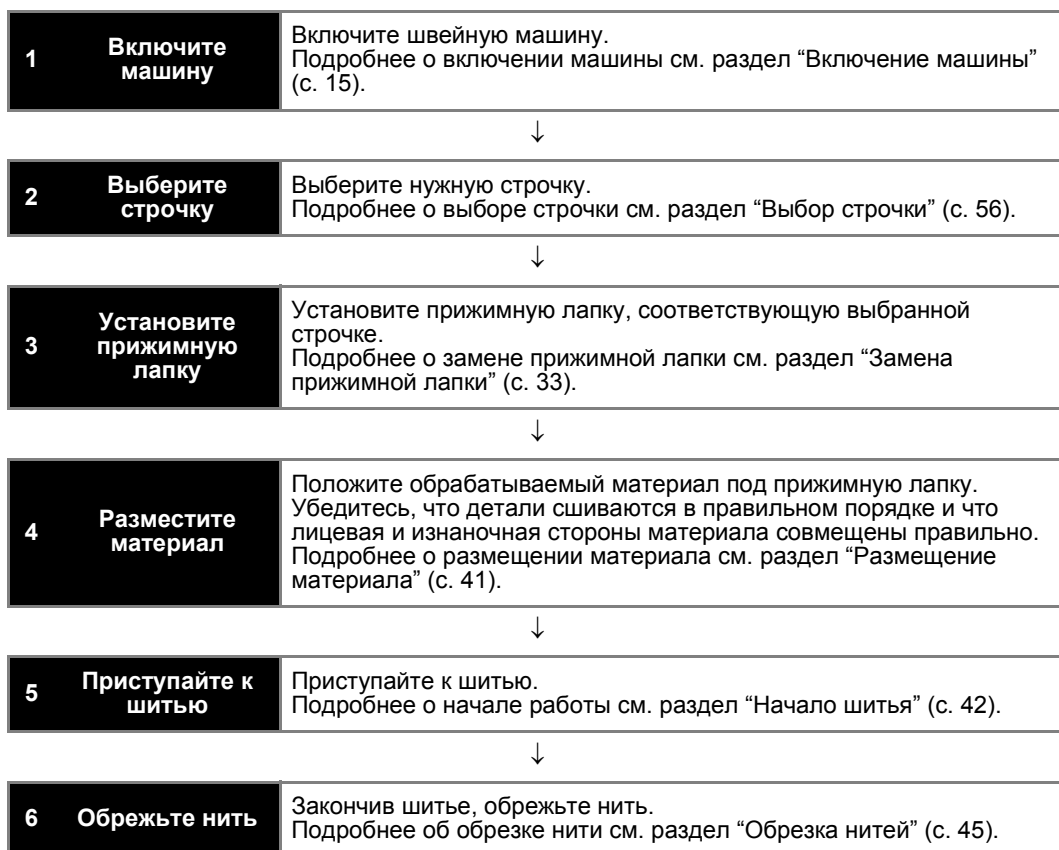 1
Включите
машину
Включите швейную машину.
Подробнее о включении машины см. раздел “Включение машины”
(с. 15).
↓
2
Выберите
строчку
Выберите нужную строчку.
Подробнее о выборе строчки см. раздел “Выбор строчки” (с. 56).
↓
3
Установите
прижимную
лапку
Установите прижимную лапку, соответствующую выбранной
строчке.
Подробнее о замене прижимной лапки см. раздел “Замена
прижимной лапки” (с. 33).
↓
4
Разместите
материал
Положите обрабатываемый материал под прижимную лапку.
Убедитесь, что детали сшиваются в правильном порядке и что
лицевая и изнаночная стороны материала совмещены правильно.
Подробнее о размещении материала см. раздел “Размещение
материала” (с. 41).
↓
5
Приступайте к
шитью
Приступайте к шитью.
Подробнее о начале работы см. раздел “Начало шитья” (с. 42).
↓
6
Обрежьте нить
Закончив шитье, обрежьте нить.
Подробнее об обрезке нити см. раздел “Обрезка нитей” (с. 45).